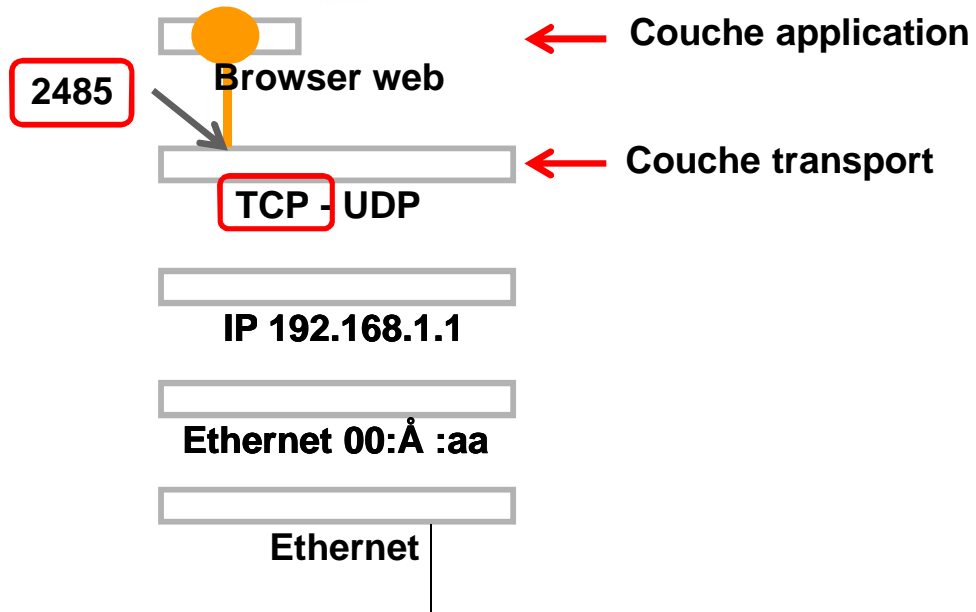 Couche application
Browser web
2485
Couche transport
TCP - UDP
IP 192.168.1.1
Ethernet 00:Å :aa
Ethernet